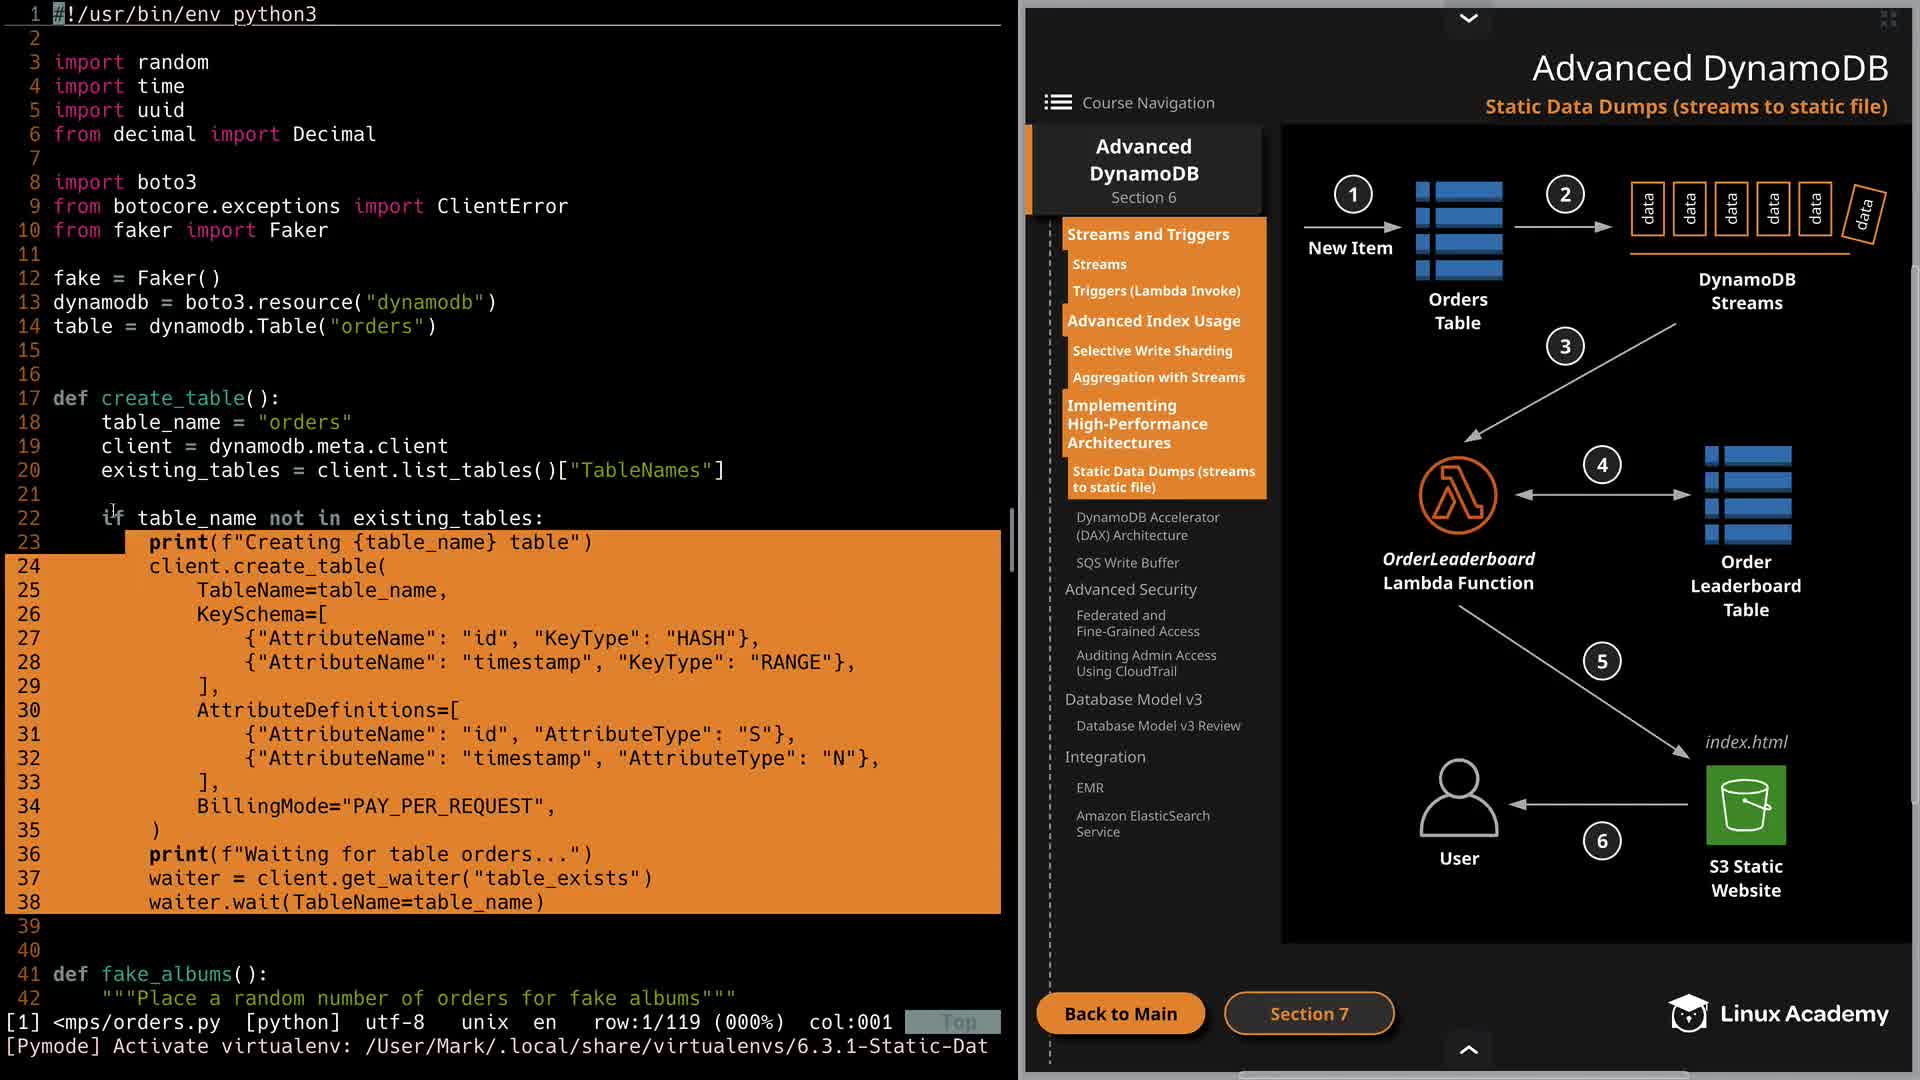 1 #!/usr/bin/env python3
2
3 import random
4 import time
5 import uuid
6 from decimal import Decimal
7
8 import boto3
9 from botocore.exceptions import ClientError
10 from faker import Faker
11
12 fake = Faker()
13 dynamodb = boto3.resource("dynamodb")
14 table = dynamodb.Table("orders")
15
16
17 def create_table():
18     table_name = "orders"
19     client = dynamodb.meta.client
20     existing_tables = client.list_tables()["TableNames"]
21
22     if table_name not in existing_tables:
23         print(f"Creating {table_name} table")
24         client.create_table(
25             TableName=table_name,
26             KeySchema=[
27                 {"AttributeName": "id", "KeyType": "HASH"},
28                 {"AttributeName": "timestamp", "KeyType": "RANGE"},
29             ],
30             AttributeDefinitions=[
31                 {"AttributeName": "id", "AttributeType": "S"},
32                 {"AttributeName": "timestamp", "AttributeType": "N"},
33             ],
34             BillingMode="PAY_PER_REQUEST",
35         )
36         print(f"Waiting for table orders...")
37         waiter = client.get_waiter("table_exists")
38         waiter.wait(TableName=table_name)
39
40
41 def fake_albums():
42     """Place a random number of orders for fake albums"""
[1] <mps/orders.py [python] utf-8 unix en row:1/119 (000%) col:001 Top
[Pymode] Activate virtualenv: /User/Mark/.local/share/virtualenvs/6.3.1-Static-Dat
Advanced DynamoDB
Static Data Dumps (streams to static file)
Course Navigation
Advanced
DynamoDB
Section 6
Streams and Triggers
Streams
Triggers (Lambda Invoke)
Advanced Index Usage
Selective Write Sharding
Aggregation with Streams
Implementing
High-Performance
Architectures
Static Data Dumps (streams
to static file)
DynamoDB Accelerator
(DAX) Architecture
SQS Write Buffer
Advanced Security
Federated and
Fine-Grained Access
Auditing Admin Access
Using CloudTrail
Database Model v3
Database Model v3 Review
Integration
EMR
Amazon ElasticSearch
Service
1
New Item
Orders
Table
2
data data data data data data
DynamoDB
Streams
3
OrderLeaderboard
Lambda Function
4
Order
Leaderboard
Table
5
index.html
S3 Static
Website
6
User
Back to Main
Section 7
Linux Academy